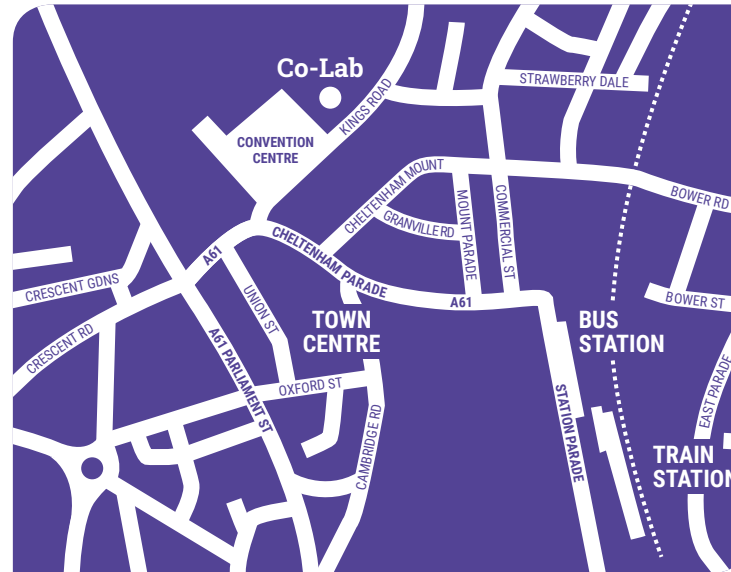 Co-Lab
STRAWBERRY DALE
KINGS ROAD
CONVENTION
CENTRE
CHELTENHAM MOUNT
BOWER RD
MOUNT PARADE
COMMERCIAL ST
GRANVILLE RD
A61
CHELTENHAM PARADE
CRESCENT GDNS
UNION ST
A61
BOWER ST
TOWN
CENTRE
BUS
STATION
CRESCENT RD
A61 PARLIAMENT ST
OXFORD ST
EAST PARADE
CAMBRIDGE RD
STATION PARADE
TRAIN
STATION